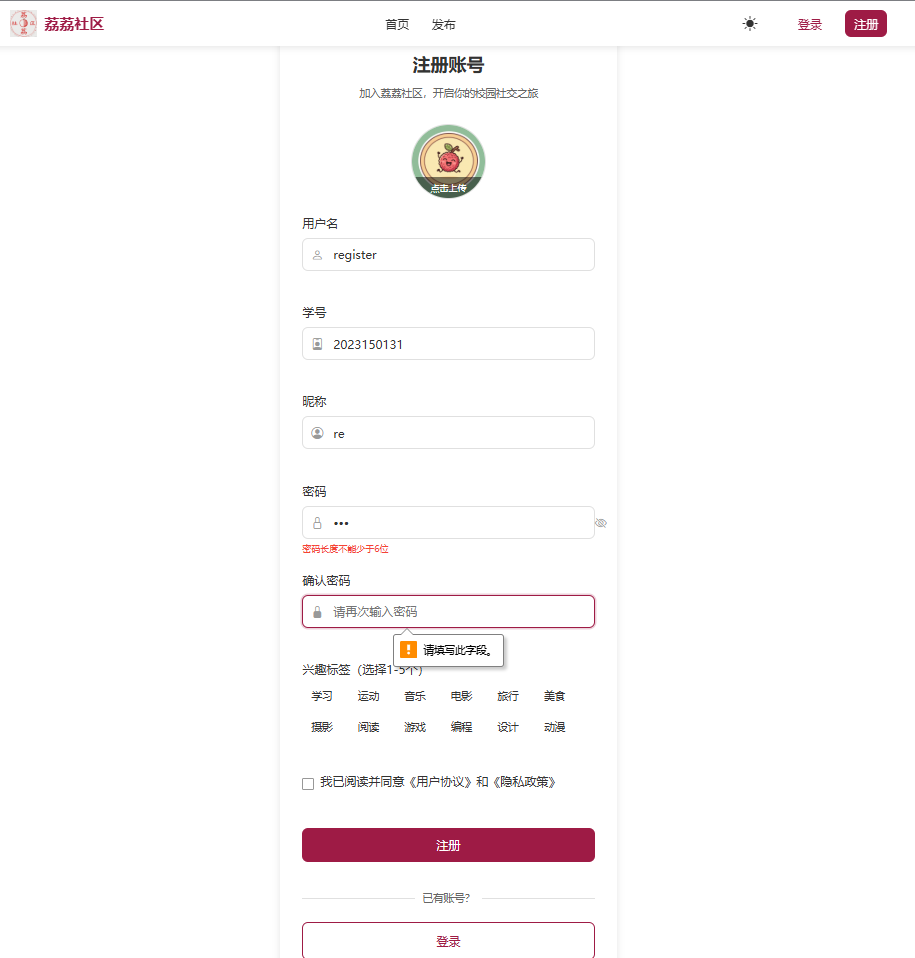 荔荔社区
首页
发布
登录
注册
注册账号
加入荔荔社区，开启你的校园社交之旅
点击上传
用户名
register
学号
2023150131
昵称
re
密码
•••
密码长度不能少于6位
确认密码
请再次输入密码
请填写此字段。
兴趣标签（选择1-5个）
学习 运动 音乐 电影 旅行 美食
摄影 阅读 游戏 编程 设计 动漫
我已阅读并同意《用户协议》和《隐私政策》
注册
已有账号?
登录